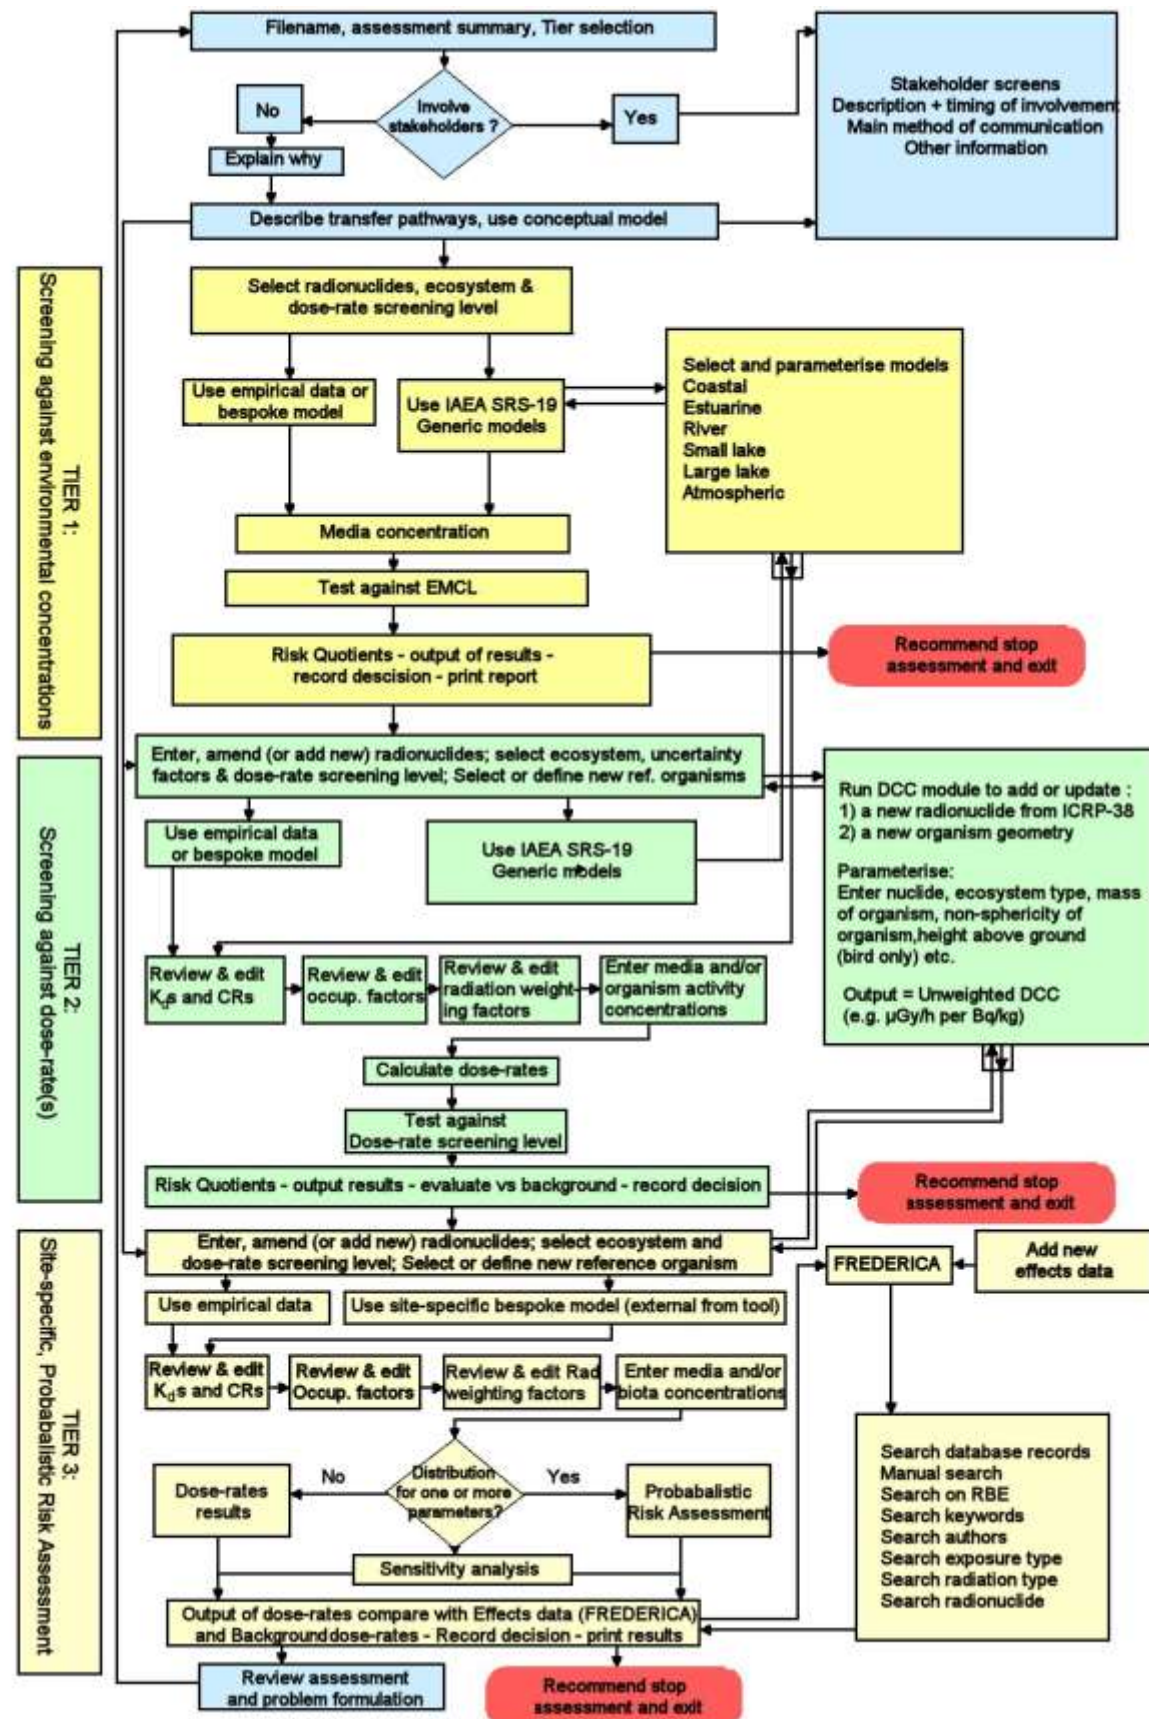 Filename, assessment summary, Tier selection
Involve
stakeholders ?
No
Yes
Explain why
Stakeholder screens
Description + timing of involvement
Main method of communication
Other information
Describe transfer pathways, use conceptual model
TIER 1:
Screening against environmental concentrations
Select radionuclides, ecosystem &
dose-rate screening level
Use empirical data or
bespoke model
Use IAEA SRS-19
Generic models
Select and parameterise models
Coastal
Estuarine
River
Small lake
Large lake
Atmospheric
Media concentration
Test against EMCL
Risk Quotients - output of results -
record descision - print report
Recommend stop
assessment and exit
TIER 2:
Screening against dose-rate(s)
Enter, amend (or add new) radionuclides; select ecosystem, uncertainty
factors & dose-rate screening level; Select or define new ref. organisms
Use empirical data
or bespoke model
Use IAEA SRS-19
Generic models
Run DCC module to add or update :
1) a new radionuclide from ICRP-38
2) a new organism geometry
Parameterise:
Enter nuclide, ecosystem type, mass
of organism, non-sphericity of
organism,height above ground
(bird only) etc.
Output = Unweighted DCC
(e.g. µGy/h per Bq/kg)
Review & edit
Kds and CRs
Review & edit
occup. factors
Review & edit
radiation weight-
ing factors
Enter media and/or
organism activity
concentrations
Calculate dose-rates
Test against
Dose-rate screening level
Risk Quotients - output results - evaluate vs background - record decision
Recommend stop
assessment and exit
TIER 3:
Site-specific, Probabalistic Risk Assessment
Enter, amend (or add new) radionuclides; select ecosystem and
dose-rate screening level; Select or define new reference organism
FREDERICA
Add new
effects data
Use empirical data
Use site-specific bespoke model (external from tool)
Review & edit
Kds and CRs
Review & edit
Occup. factors
Review & edit Rad
weighting factors
Enter media and/or
biota concentrations
Distribution
for one or more
parameters?
No
Yes
Dose-rates
results
Probabalistic
Risk Assessment
Sensitivity analysis
Search database records
Manual search
Search on RBE
Search keywords
Search authors
Search exposure type
Search radiation type
Search radionuclide
Output of dose-rates compare with Effects data (FREDERICA)
and Background dose-rates - Record decision - print results
Review assessment
and problem formulation
Recommend stop
assessment and exit